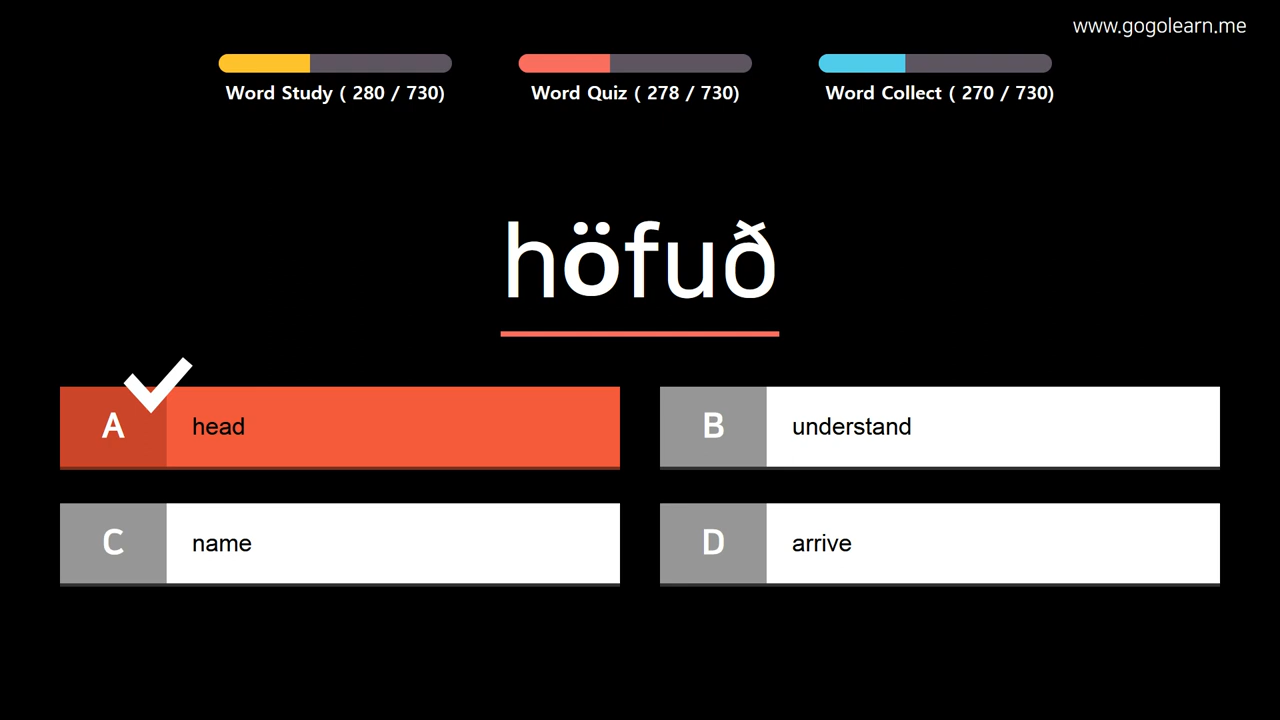 www.gogolearn.me
Word Study ( 280 / 730)
Word Quiz ( 278 / 730)
Word Collect ( 270 / 730)
höfuð
A head
B understand
C name
D arrive